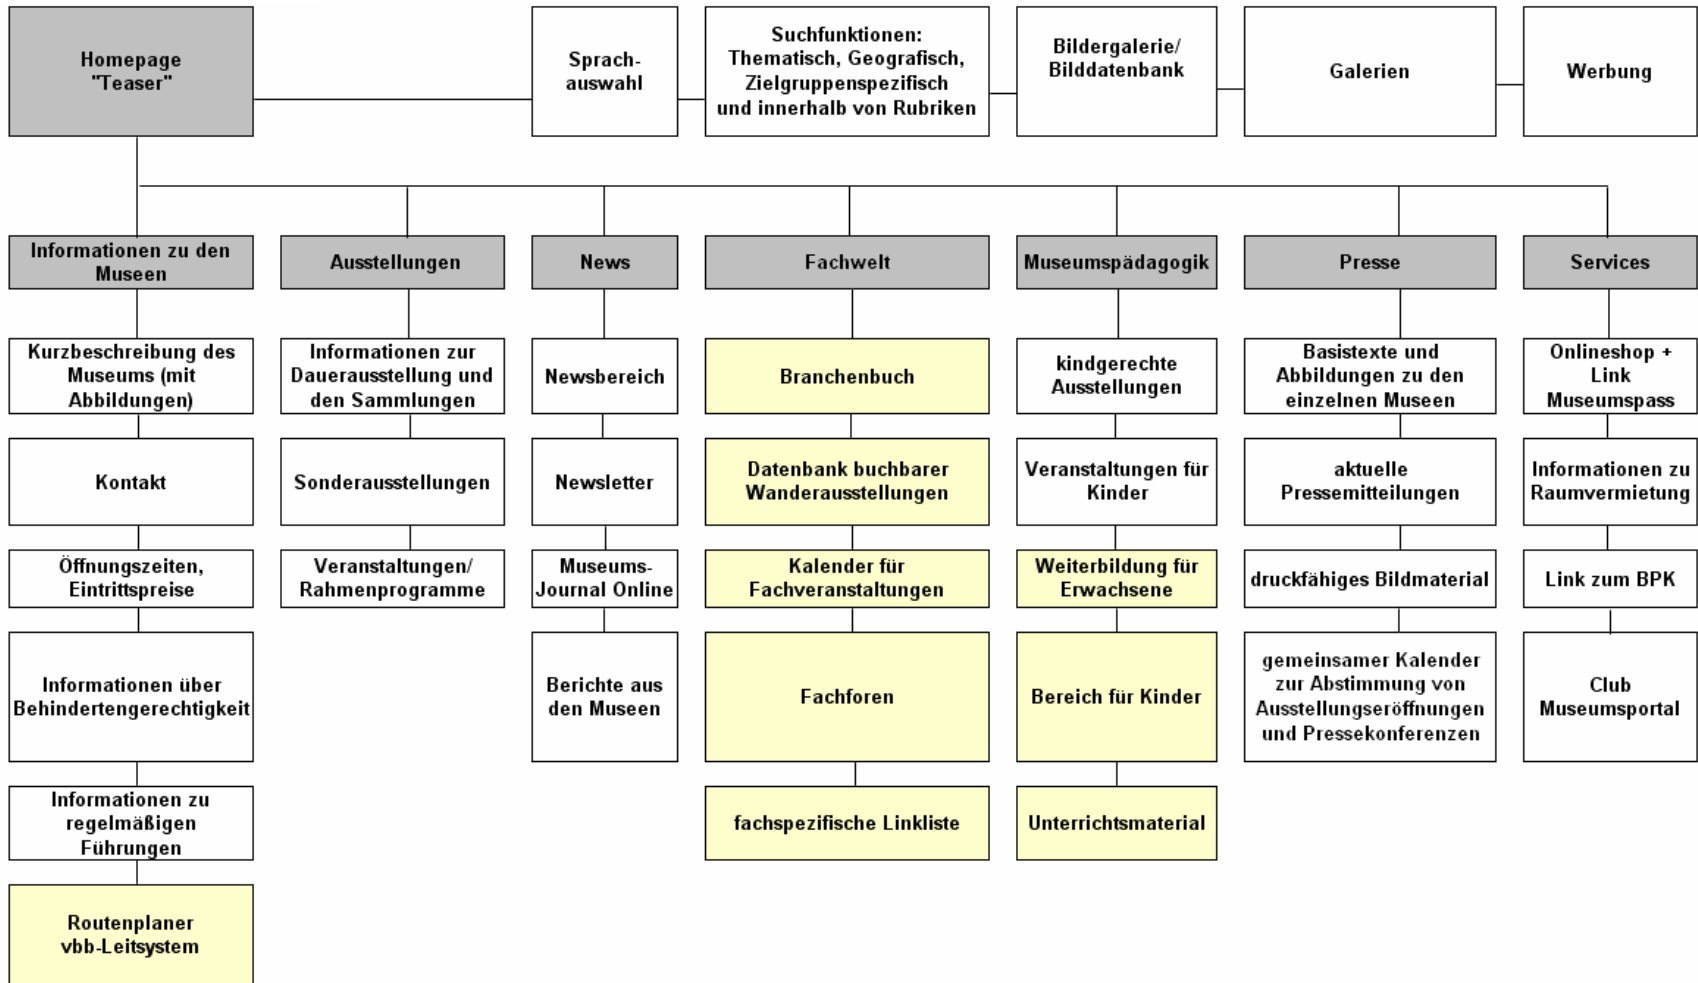 Homepage
"Teaser"
Sprach-
auswahl
Suchfunktionen:
Thematisch, Geografisch,
Zielgruppenspezifisch
und innerhalb von Rubriken
Bildergalerie/
Bilddatenbank
Galerien
Werbung
Informationen zu den
Museen
Ausstellungen
News
Fachwelt
Museumspädagogik
Presse
Services
Kurzbeschreibung des
Museums (mit
Abbildungen)
Informationen zur
Dauerausstellung und
den Sammlungen
Newsbereich
Branchenbuch
kindgerechte
Ausstellungen
Basistexte und
Abbildungen zu den
einzelnen Museen
Onlineshop +
Link
Museumspass
Kontakt
Sonderausstellungen
Newsletter
Datenbank buchbarer
Wanderausstellungen
Veranstaltungen für
Kinder
aktuelle
Pressemitteilungen
Informationen zu
Raumvermietung
Öffnungszeiten,
Eintrittspreise
Veranstaltungen/
Rahmenprogramme
Museums-
Journal Online
Kalender für
Fachveranstaltungen
Weiterbildung für
Erwachsene
druckfähiges Bildmaterial
Link zum BPK
Informationen über
Behindertengerechtigkeit
Berichte aus
den Museen
Fachforen
Bereich für Kinder
gemeinsamer Kalender
zur Abstimmung von
Ausstellungseröffnungen
und Pressekonferenzen
Club
Museumsportal
Informationen zu
regelmäßigen
Führungen
fachspezifische Linkliste
Unterrichtsmaterial
Routenplaner
vbb-Leitsystem